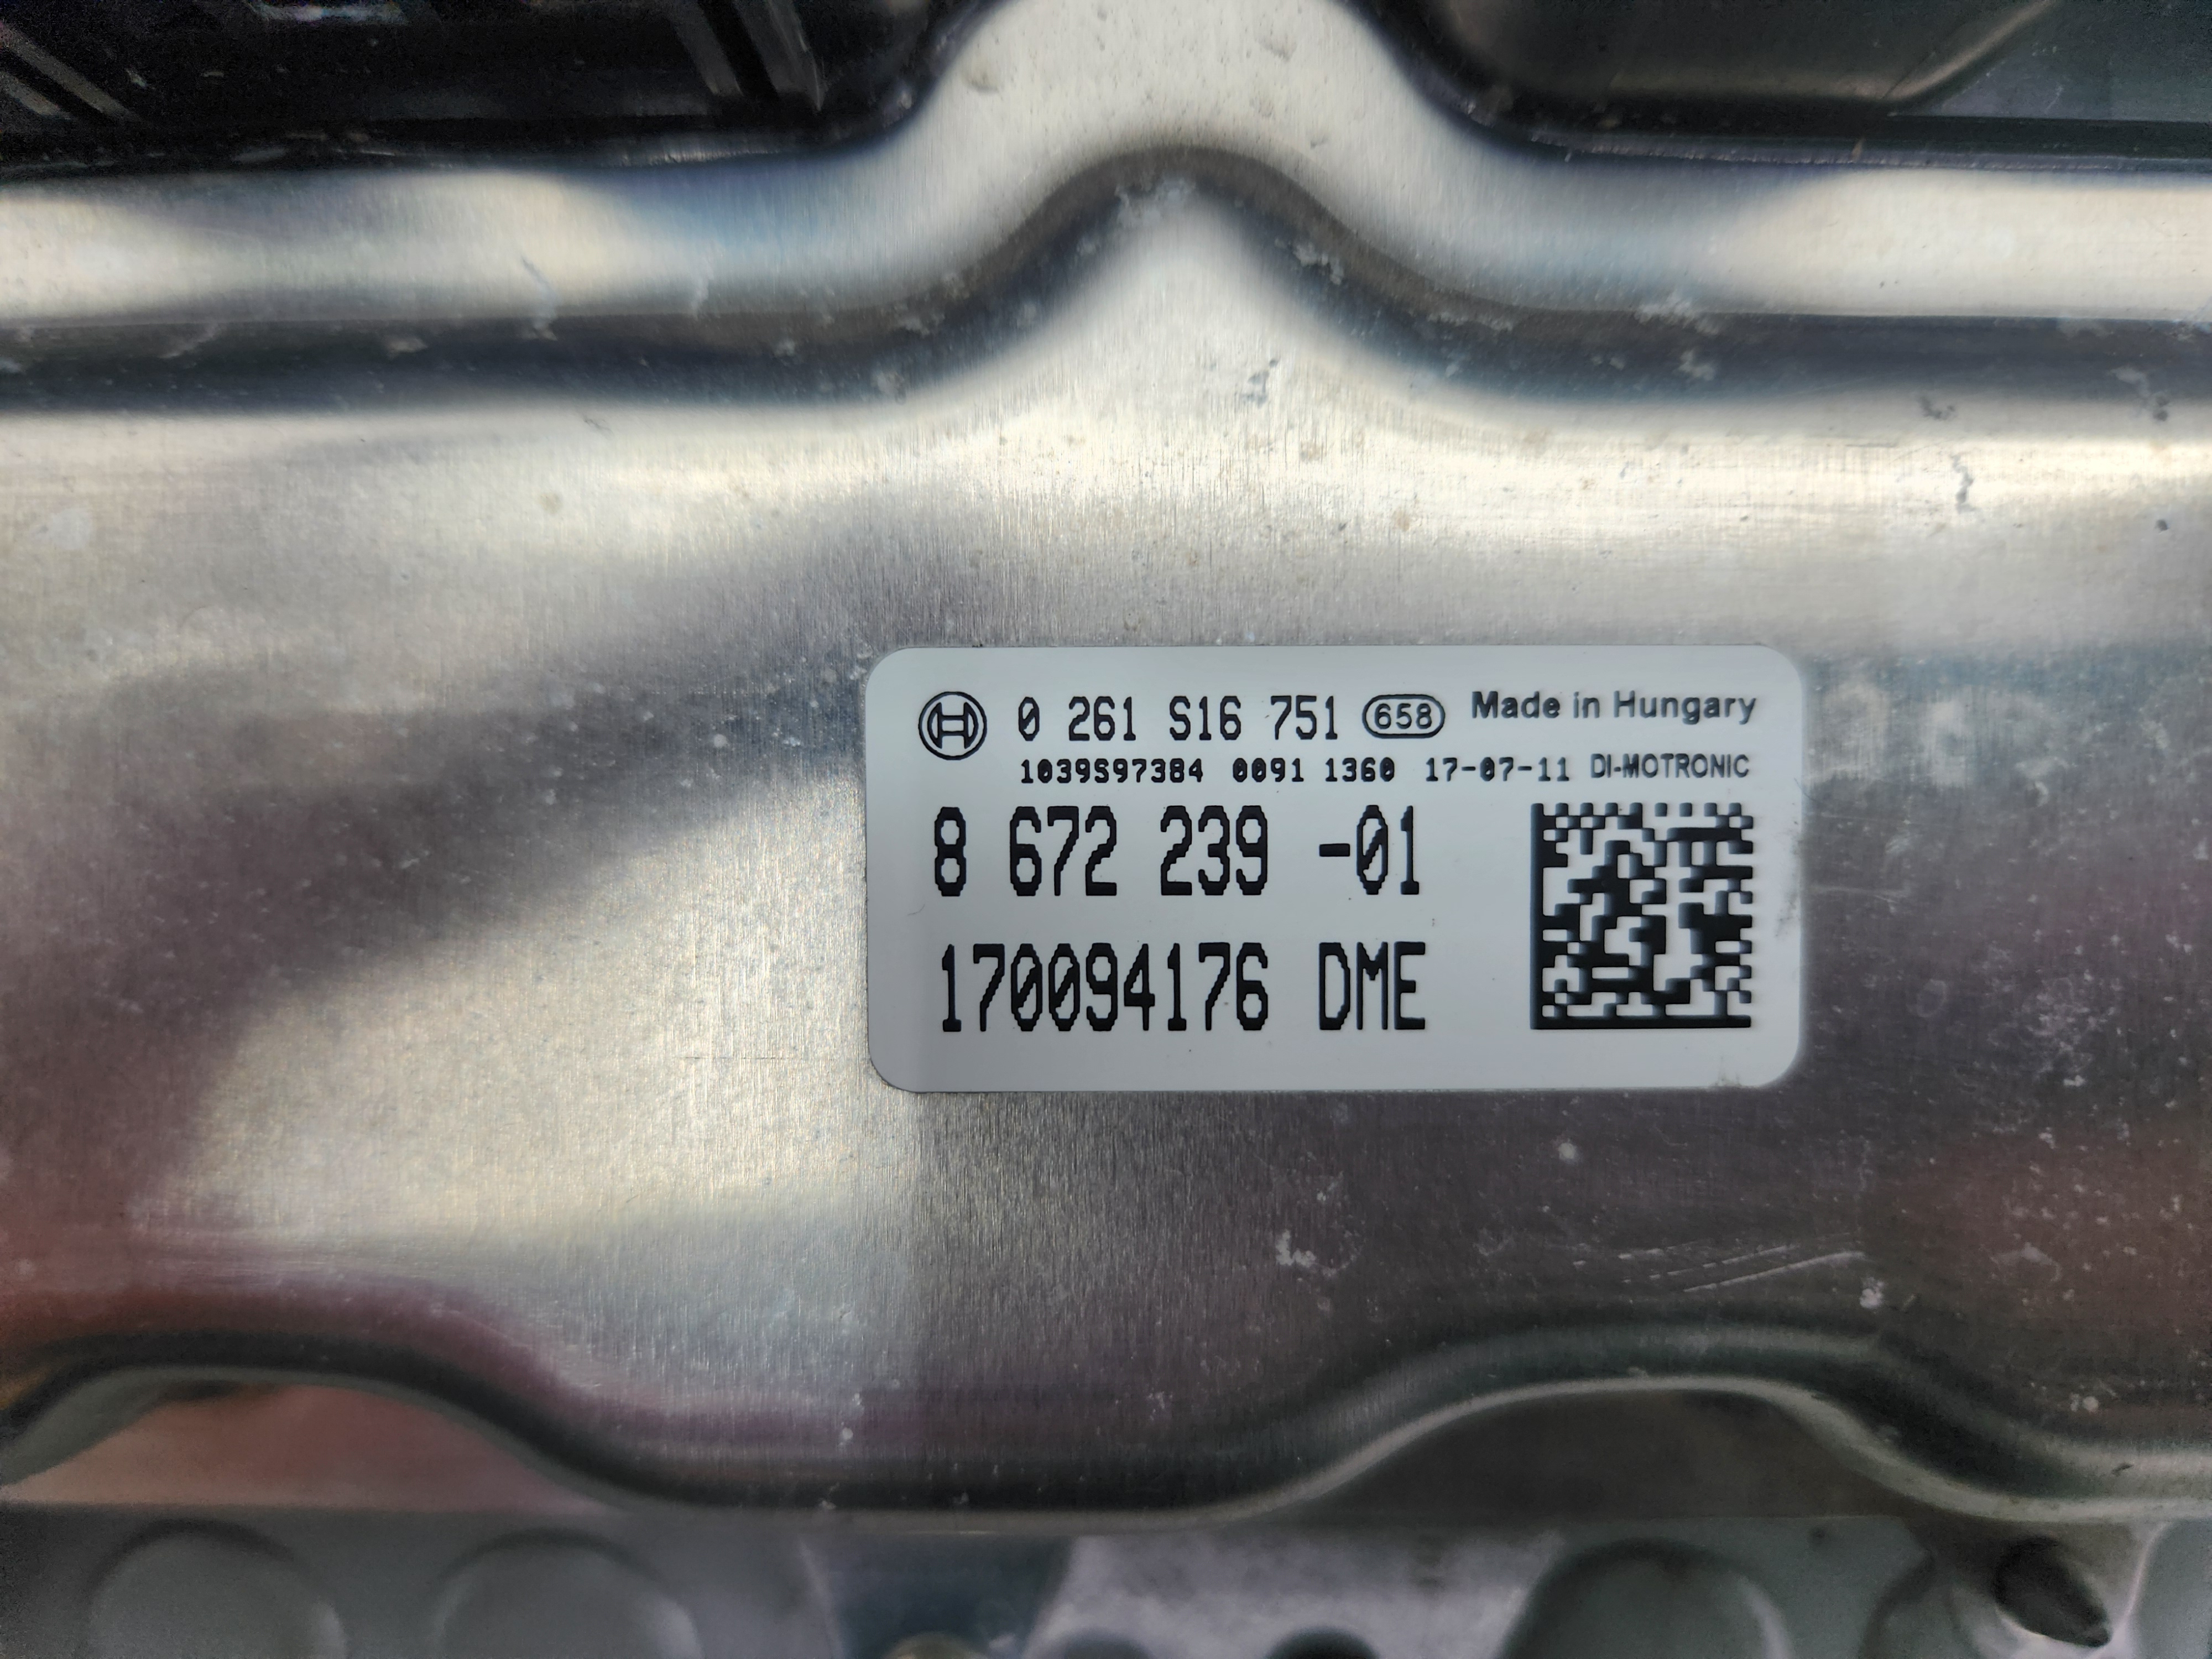 0 261 S16 751 658 Made in Hungary
1039S97384 0091 1360 17-07-11 DI-MOTRONIC
8 672 239 -01
170094176 DME